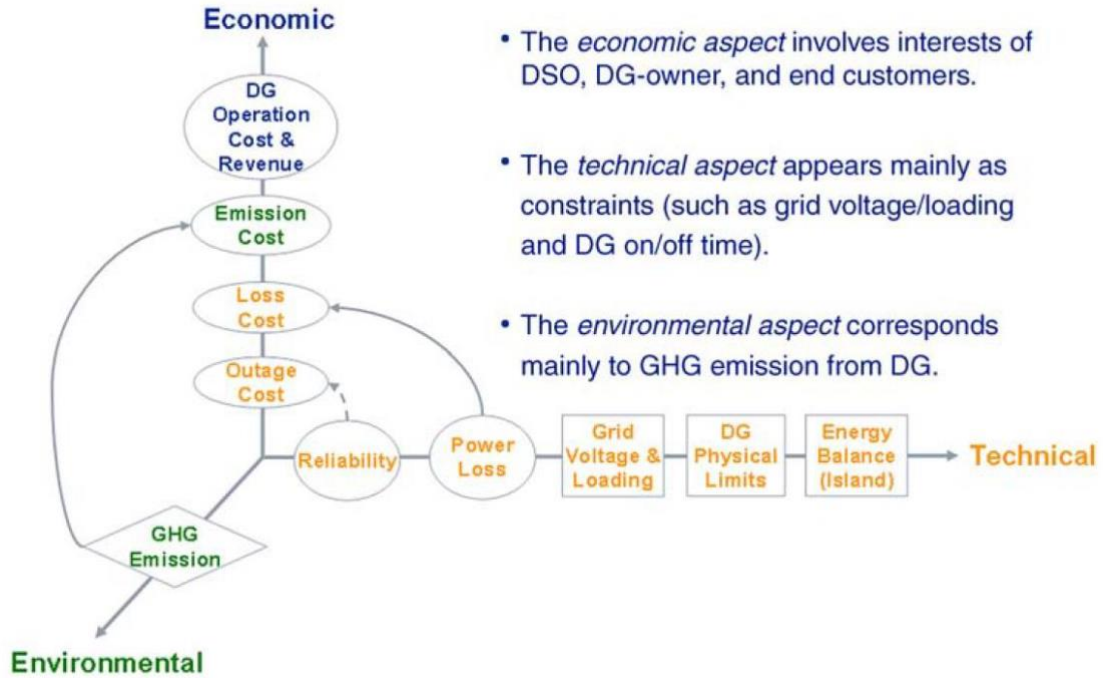 Economic
DG
Operation
Cost &
Revenue
Emission
Cost
Loss
Cost
Outage
Cost
Reliability
Power
Loss
Grid
Voltage &
Loading
DG
Physical
Limits
Energy
Balance
(Island)
Technical
GHG
Emission
Environmental
• The economic aspect involves interests of
DSO, DG-owner, and end customers.
• The technical aspect appears mainly as
constraints (such as grid voltage/loading
and DG on/off time).
• The environmental aspect corresponds
mainly to GHG emission from DG.